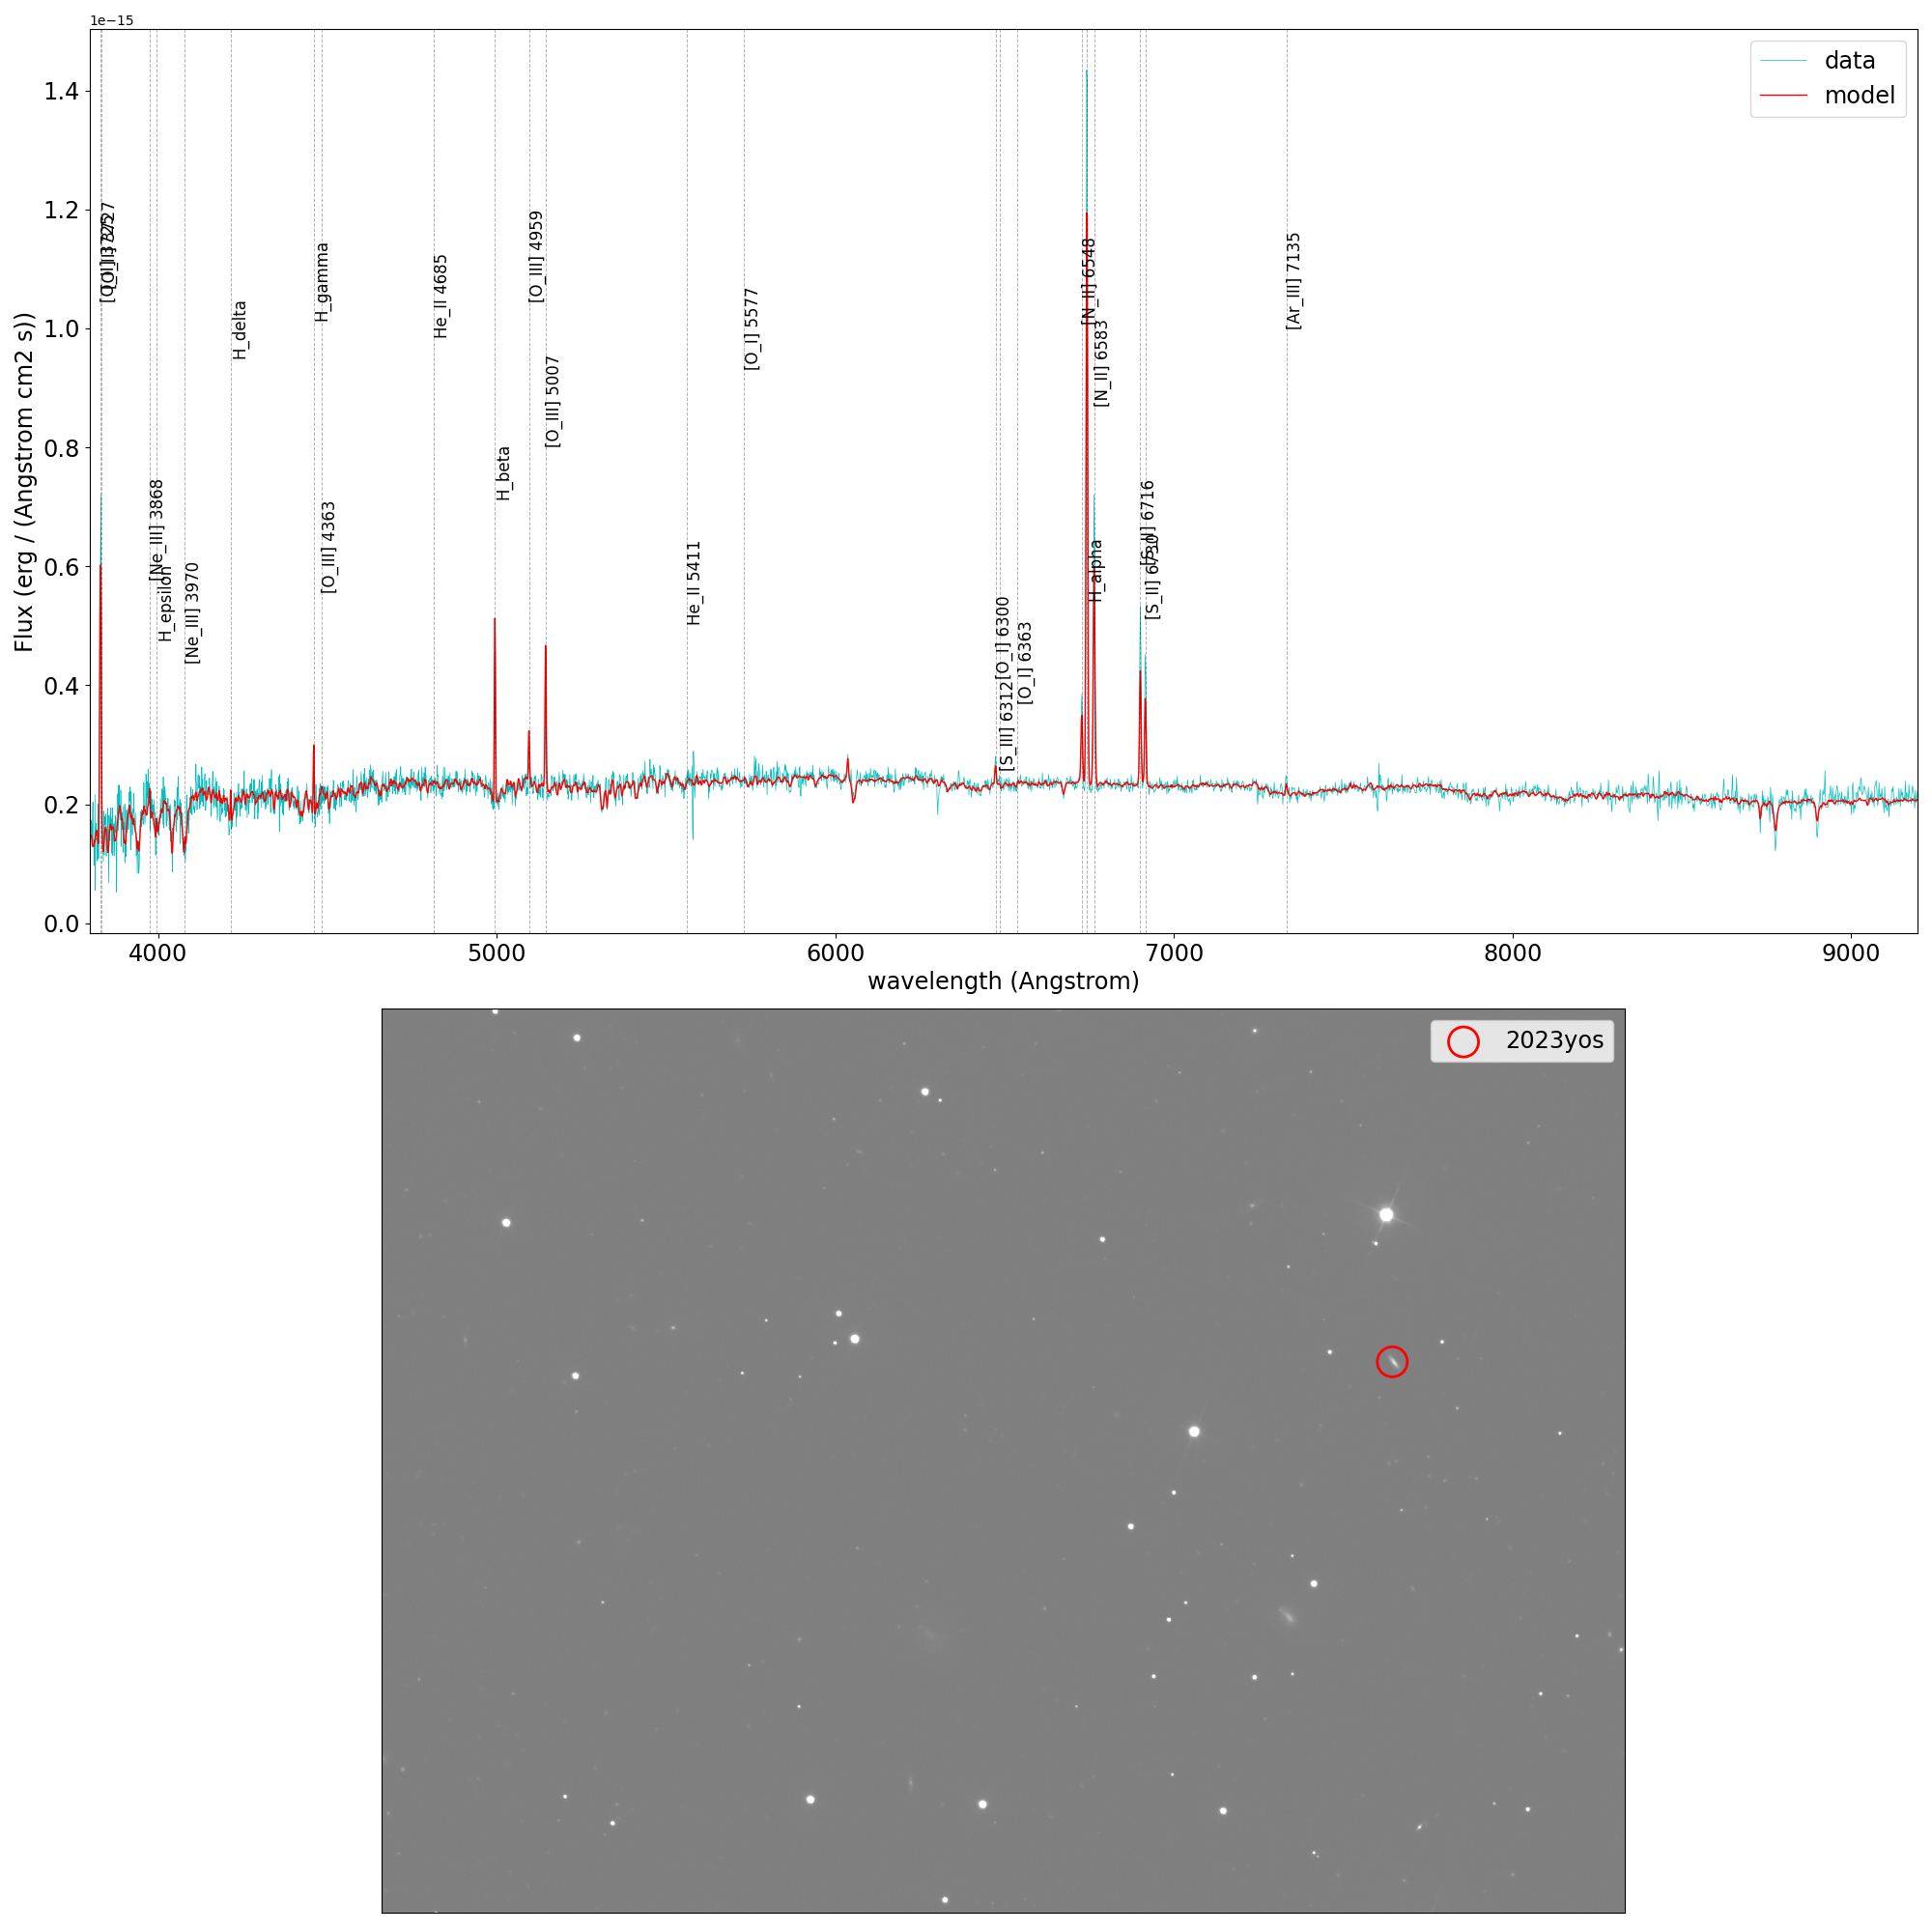 1e−15
data
model
1.4
1.2
1.0
0.8
0.6
0.4
0.2
0.0
Flux (erg / (Angstrom cm2 s))
[O_II] 3727
[Ne_III] 3868
H_epsilon
[Ne_III] 3970
H_delta
H_gamma
[O_III] 4363
He_II 4685
H_beta
[O_III] 4959
[O_III] 5007
He_II 5411
[O_I] 5577
[O_I] 6300
[S_III] 6312
[O_I] 6363
[N_II] 6548
H_alpha
[N_II] 6583
[S_II] 6716
[S_II] 6730
[Ar_III] 7135
4000
5000
6000
7000
8000
9000
wavelength (Angstrom)
2023yos